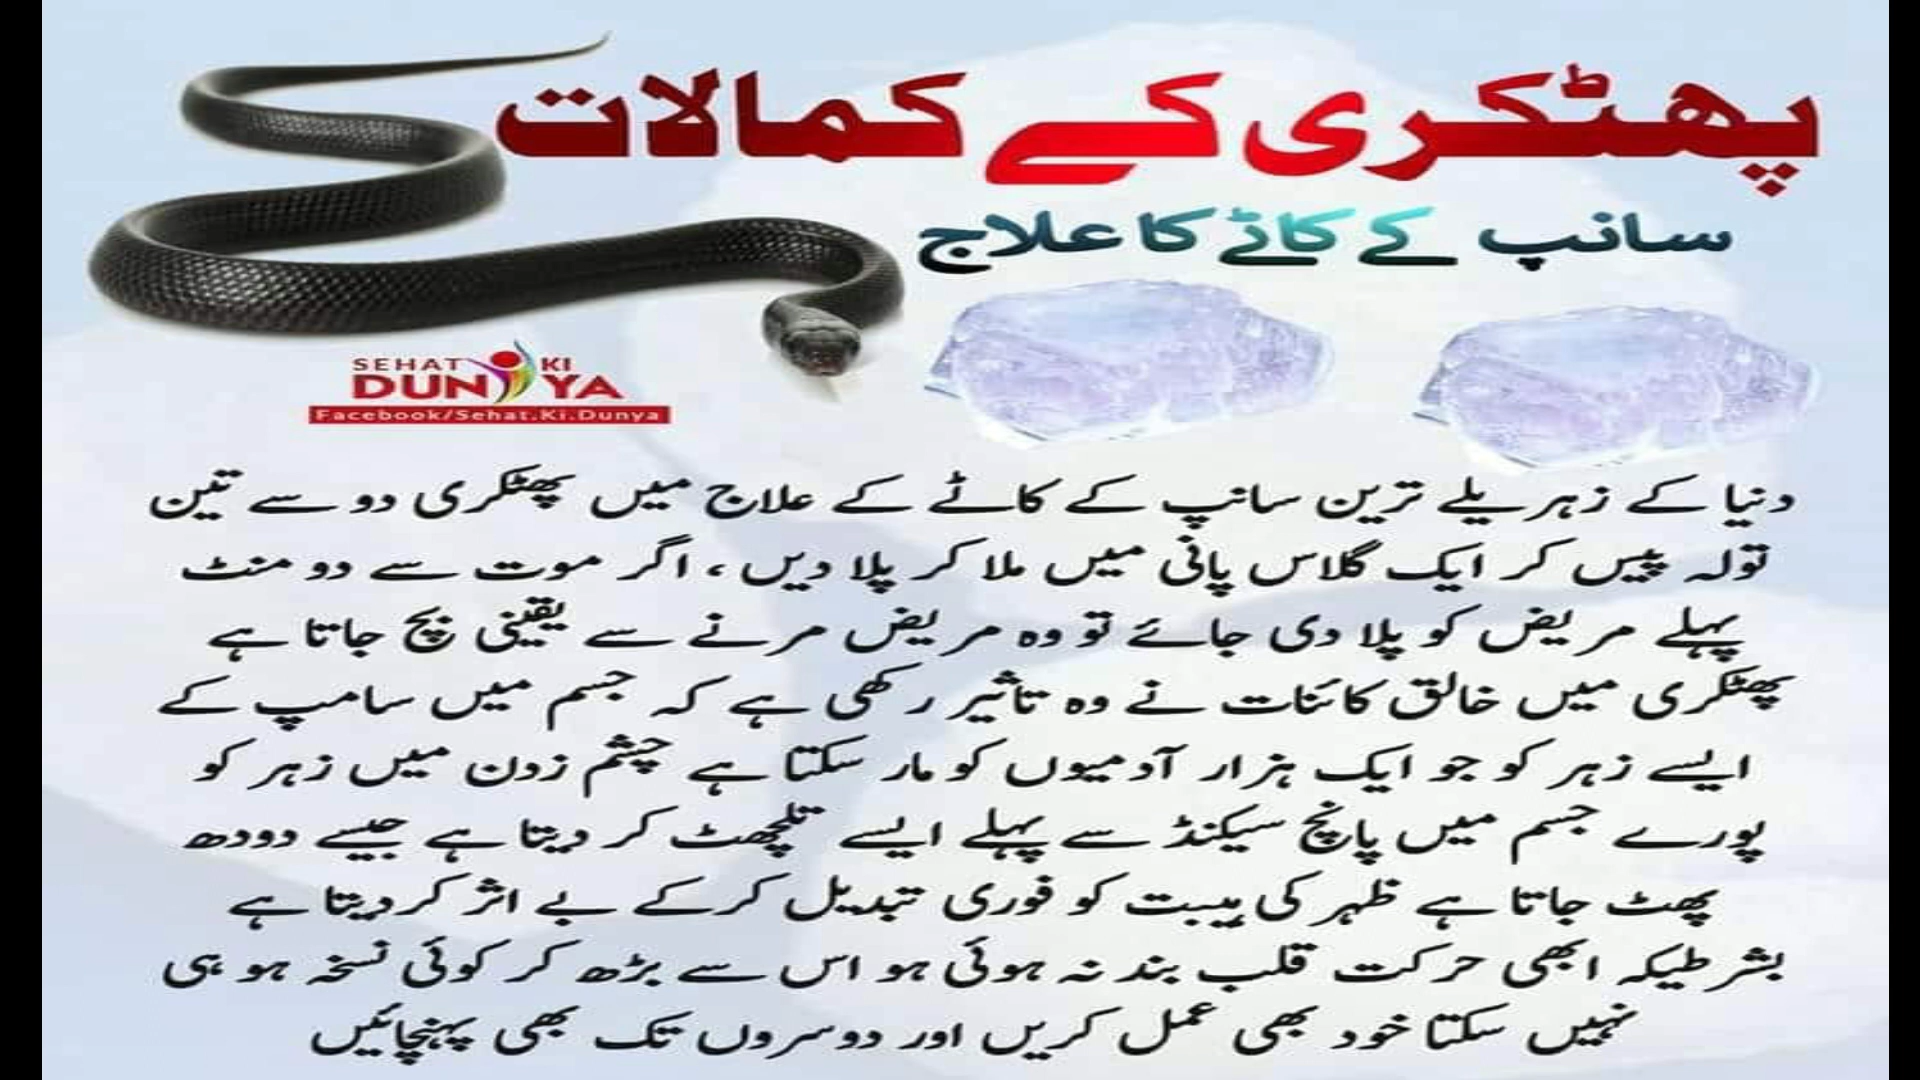 پھٹکری کے کمالات
سانپ کے کاٹے کا علاج
SEHAT KI
DUNIYA
Facebook/Sehat.Ki.Dunya
دنیا کے زہریلے ترین سانپ کے کاٹے کے علاج میں پھٹکری دو سے تین
تولہ پیس کر ایک گلاس پانی میں ملا کر پلا دیں، اگر موت سے دو منٹ
پہلے مریض کو پلا دی جائے تو وہ مریض مرنے سے یقینی بچ جاتا ہے
پھٹکری میں خالق کائنات نے وہ تاثیر رکھی ہے کہ جسم میں سامپ کے
ایسے زہر کو جو ایک ہزار آدمیوں کو مار سکتا ہے چشم زدن میں زہر کو
پورے جسم میں پانچ سیکنڈ سے پہلے ایسے تلچھٹ کر دیتا ہے جیسے دودھ
پھٹ جاتا ہے ظہر کی ہیبت کو فوری تبدیل کرکے بے اثر کردیتا ہے
بشرطیکہ ابھی حرکت قلب بند نہ ہوئی ہو اس سے بڑھ کر کوئی نسخہ ہو ہی
نہیں سکتا خود بھی عمل کریں اور دوسروں تک بھی پہنچائیں